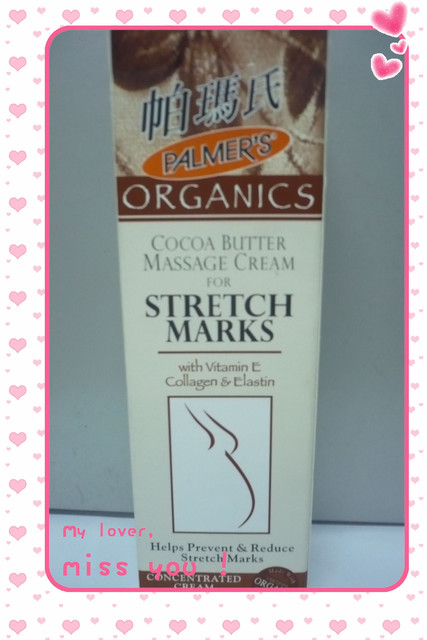 帕瑪氏
PALMER'S
ORGANICS
COCOA BUTTER
MASSAGE CREAM
FOR
STRETCH
MARKS
with Vitamin E
Collagen & Elastin
Helps Prevent & Reduce
Stretch Marks
CONCENTRATED
CREAM
My lover,
miss you !